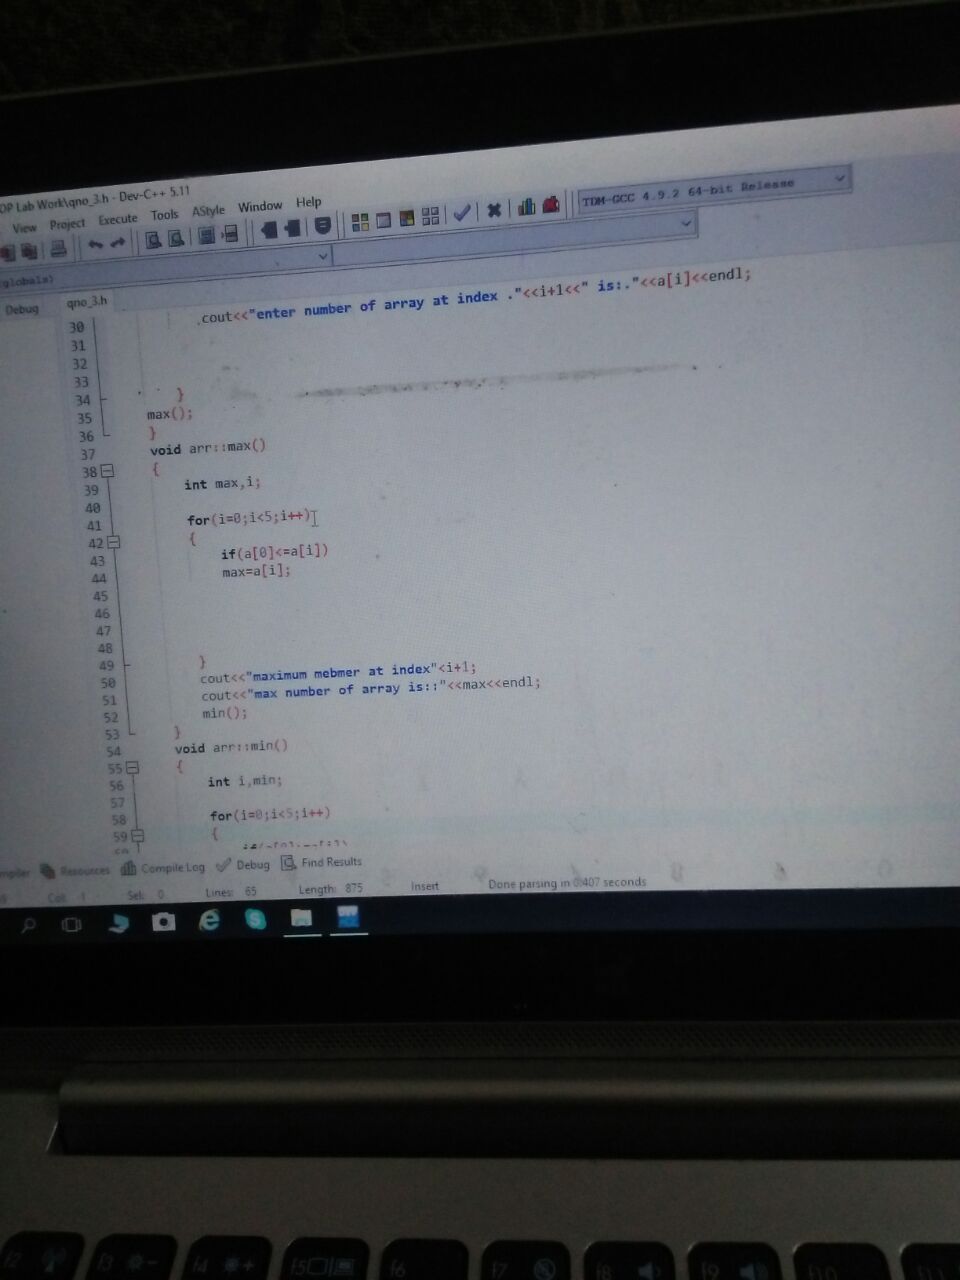 DP Lab Work\qno_3.h - Dev-C++ 5.11
View Project Execute Tools AStyle Window Help
TDM-GCC 4.9.2 64-bit Release
globals)
Debug qno_3.h
30 cout<<"enter number of array at index ."<<i+1<<" is:."<<a[i]<<endl;
31
32
33
34 }
35 max();
36 }
37 void arr::max()
38 {
39 int max,i;
40
41 for(i=0;i<5;i++)
42 {
43 if(a[0]<=a[i])
44 max=a[i];
45
46
47
48
49 }
50 cout<<"maximum mebmer at index"<i+1;
51 cout<<"max number of array is::"<<max<<endl;
52 min();
53 }
54 void arr::min()
55 {
56 int i,min;
57
58 for(i=0;i<5;i++)
59 {
mpiler Resources Compile Log Debug Find Results
Col: 1 Sel: 0 Lines: 65 Length: 875 Insert Done parsing in 0.407 seconds
f2 f3 f4 f5 f6 f7 f8 f9 f10